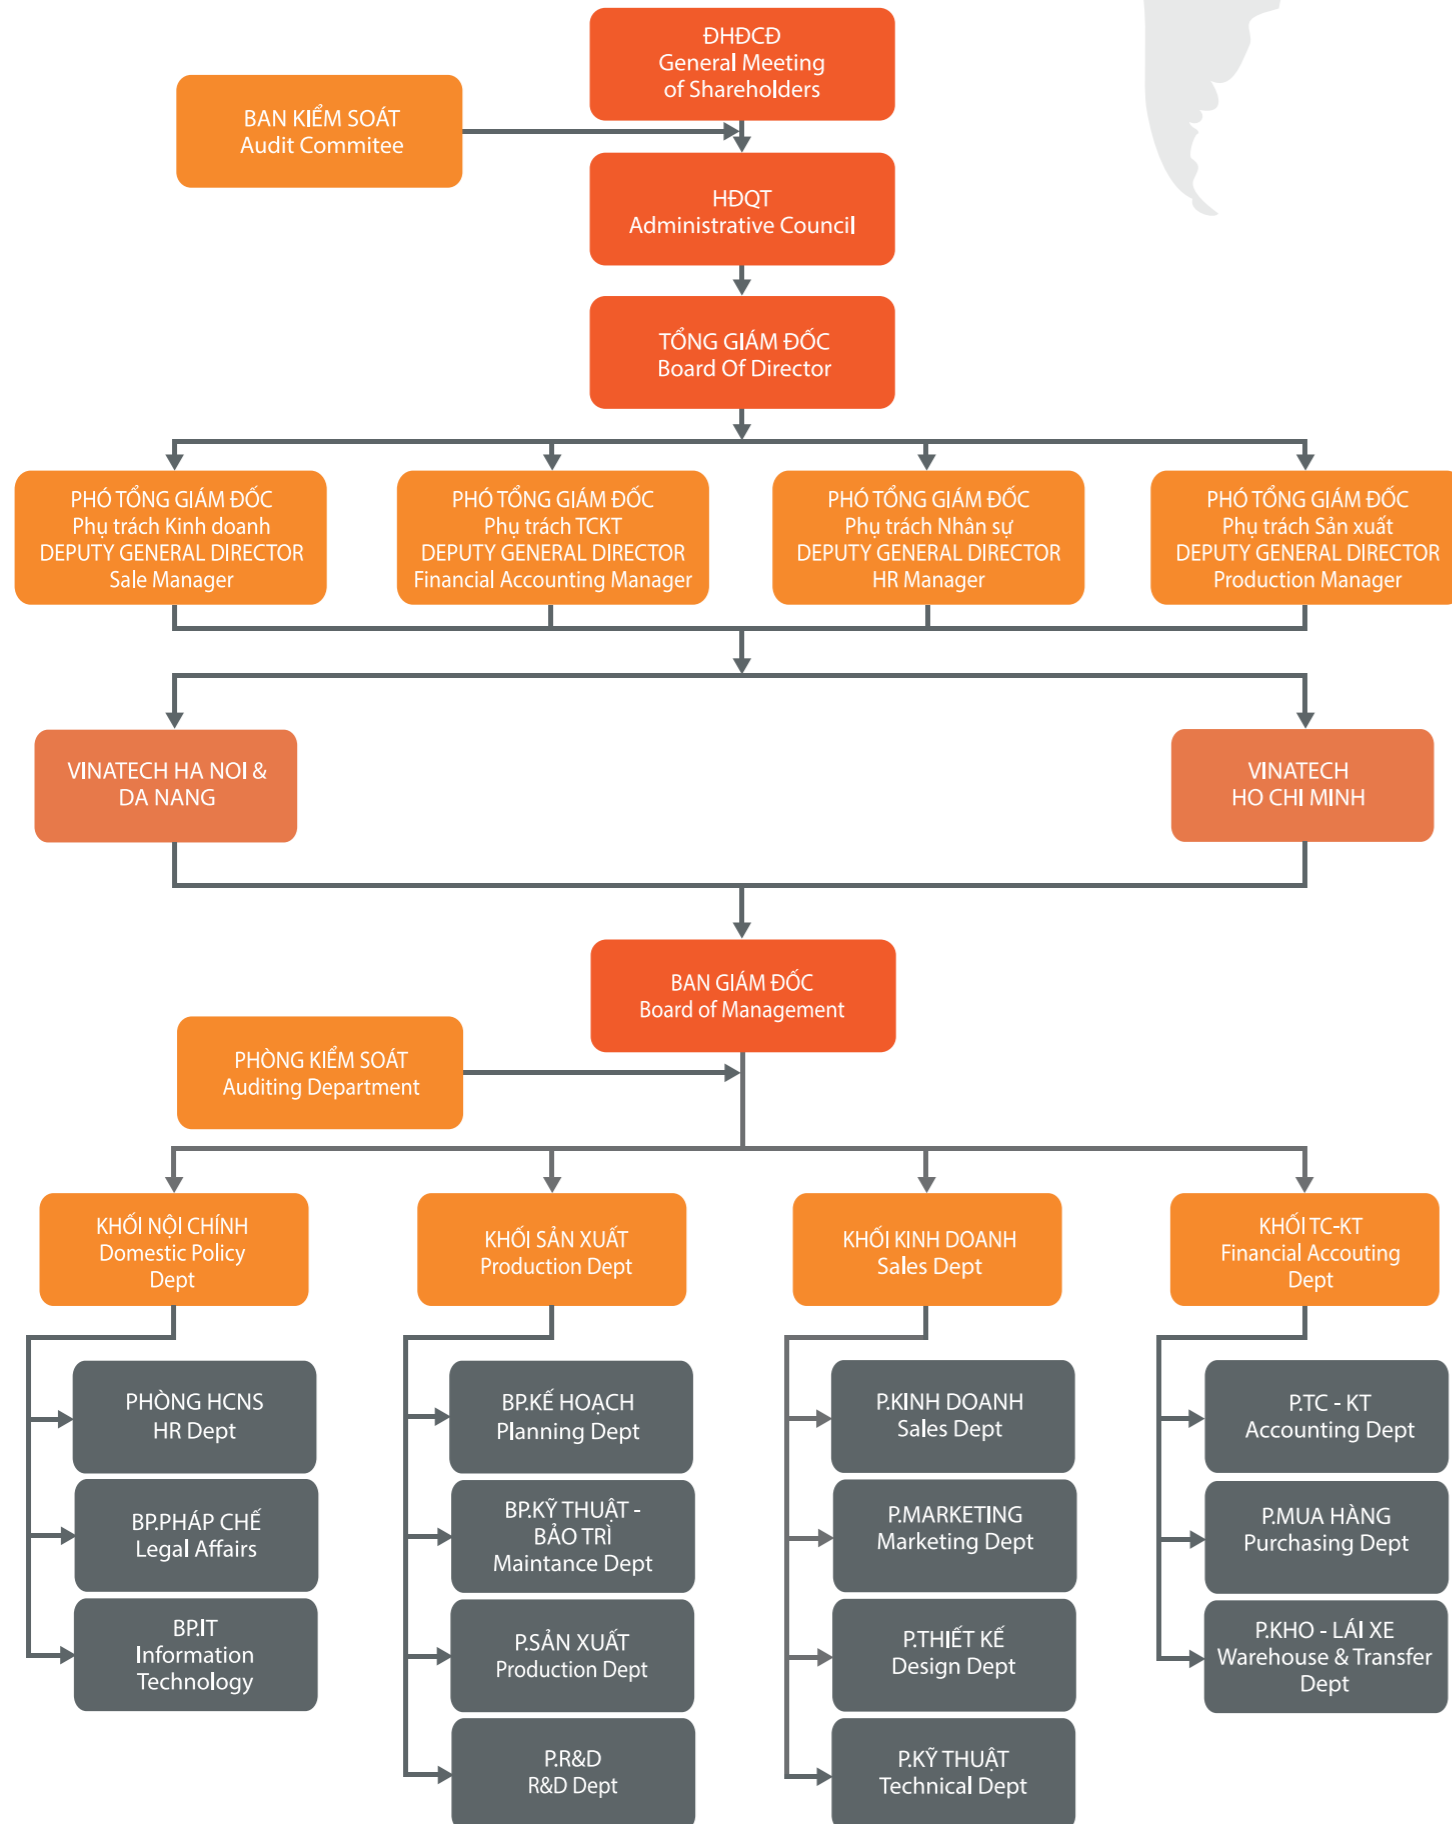 ĐHĐCĐ
General Meeting
of Shareholders
BAN KIỂM SOÁT
Audit Commitee
HĐQT
Administrative Council
TỔNG GIÁM ĐỐC
Board Of Director
PHÓ TỔNG GIÁM ĐỐC
Phụ trách Kinh doanh
DEPUTY GENERAL DIRECTOR
Sale Manager
PHÓ TỔNG GIÁM ĐỐC
Phụ trách TCKT
DEPUTY GENERAL DIRECTOR
Financial Accounting Manager
PHÓ TỔNG GIÁM ĐỐC
Phụ trách Nhân sự
DEPUTY GENERAL DIRECTOR
HR Manager
PHÓ TỔNG GIÁM ĐỐC
Phụ trách Sản xuất
DEPUTY GENERAL DIRECTOR
Production Manager
VINATECH HA NOI &
DA NANG
VINATECH
HO CHI MINH
BAN GIÁM ĐỐC
Board of Management
PHÒNG KIỂM SOÁT
Auditing Department
KHỐI NỘI CHÍNH
Domestic Policy
Dept
KHỐI SẢN XUẤT
Production Dept
KHỐI KINH DOANH
Sales Dept
KHỐI TC-KT
Financial Accouting
Dept
PHÒNG HCNS
HR Dept
BP.PHÁP CHẾ
Legal Affairs
BP.IT
Information
Technology
BP.KẾ HOẠCH
Planning Dept
BP.KỸ THUẬT -
BẢO TRÌ
Maintance Dept
P.SẢN XUẤT
Production Dept
P.R&D
R&D Dept
P.KINH DOANH
Sales Dept
P.MARKETING
Marketing Dept
P.THIẾT KẾ
Design Dept
P.KỸ THUẬT
Technical Dept
P.TC - KT
Accounting Dept
P.MUA HÀNG
Purchasing Dept
P.KHO - LÁI XE
Warehouse & Transfer
Dept